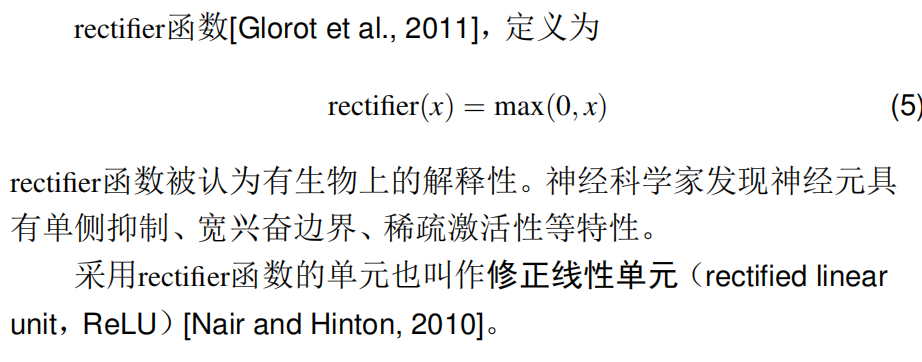 rectifier函数[Glorot et al., 2011]，定义为
rectifier(x) = max(0, x) (5)
rectifier函数被认为有生物上的解释性。神经科学家发现神经元具
有单侧抑制、宽兴奋边界、稀疏激活性等特性。
采用rectifier函数的单元也叫作修正线性单元（rectified linear
unit，ReLU）[Nair and Hinton, 2010]。